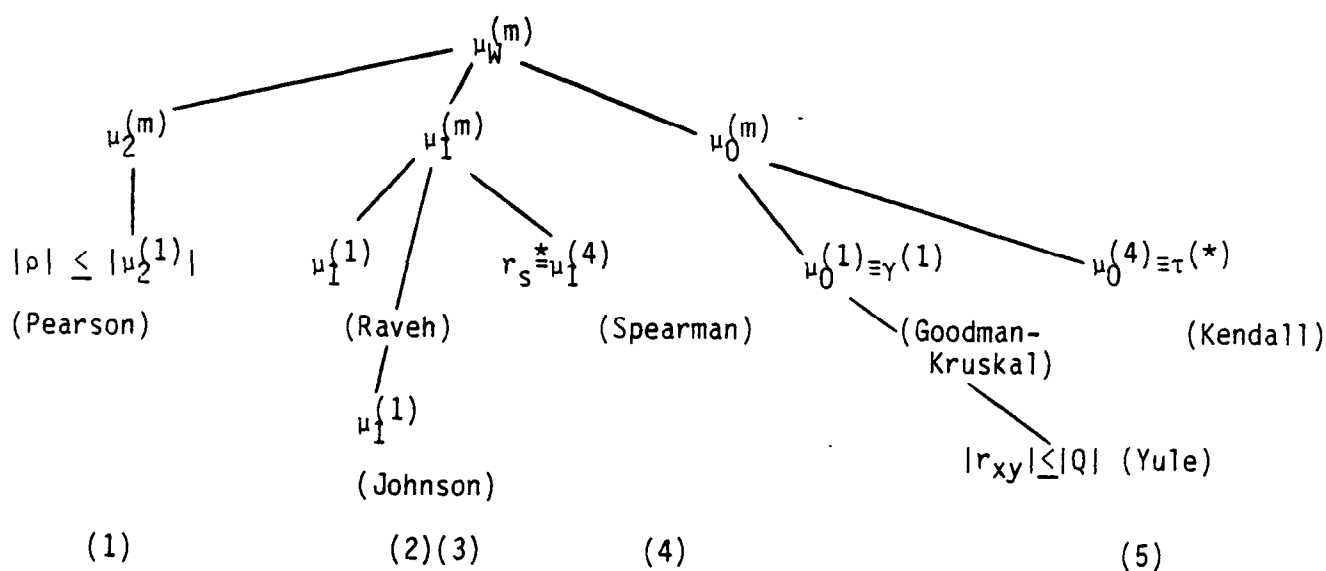 μW(m)
μ2(m) μ1(m) μ0(m)
|ρ| ≤ |μ2(1)| μ1(1) rs*=μ1(4) μ0(1)≡γ(1) μ0(4)≡τ(*)
(Pearson) (Raveh) (Spearman) (Goodman- (Kendall)
Kruskal)
μ1(1)
|rxy|≤|Q| (Yule)
(Johnson)
(1) (2)(3) (4) (5)